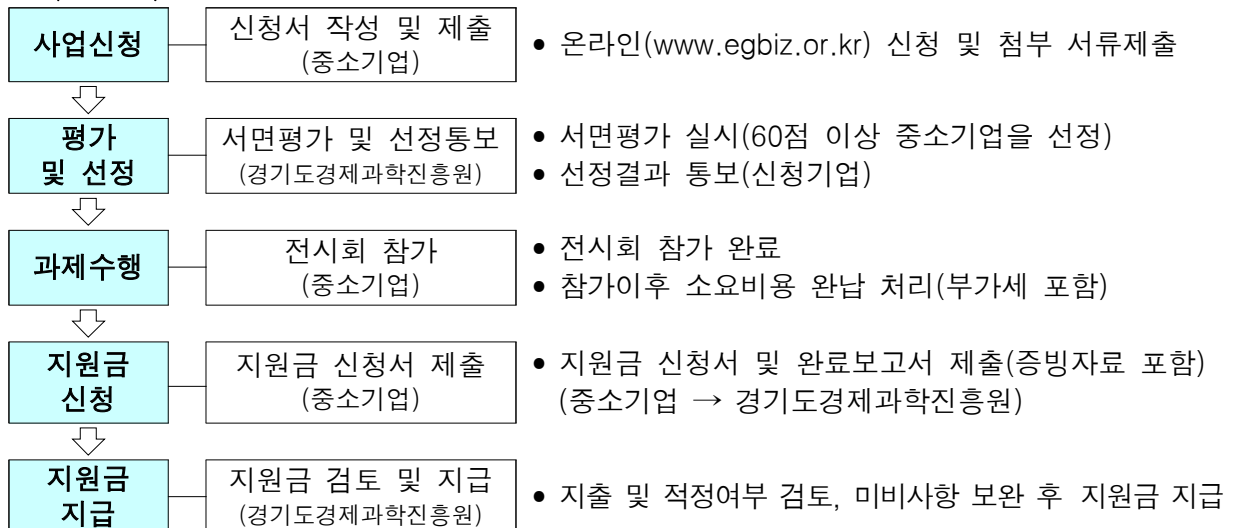 사업신청
신청서 작성 및 제출
(중소기업)
• 온라인(www.egbiz.or.kr) 신청 및 첨부 서류제출
평가
및 선정
서면평가 및 선정통보
(경기도경제과학진흥원)
• 서면평가 실시(60점 이상 중소기업을 선정)
• 선정결과 통보(신청기업)
과제수행
전시회 참가
(중소기업)
• 전시회 참가 완료
• 참가이후 소요비용 완납 처리(부가세 포함)
지원금
신청
지원금 신청서 제출
(중소기업)
• 지원금 신청서 및 완료보고서 제출(증빙자료 포함)
(중소기업 → 경기도경제과학진흥원)
지원금
지급
지원금 검토 및 지급
(경기도경제과학진흥원)
• 지출 및 적정여부 검토, 미비사항 보완 후 지원금 지급